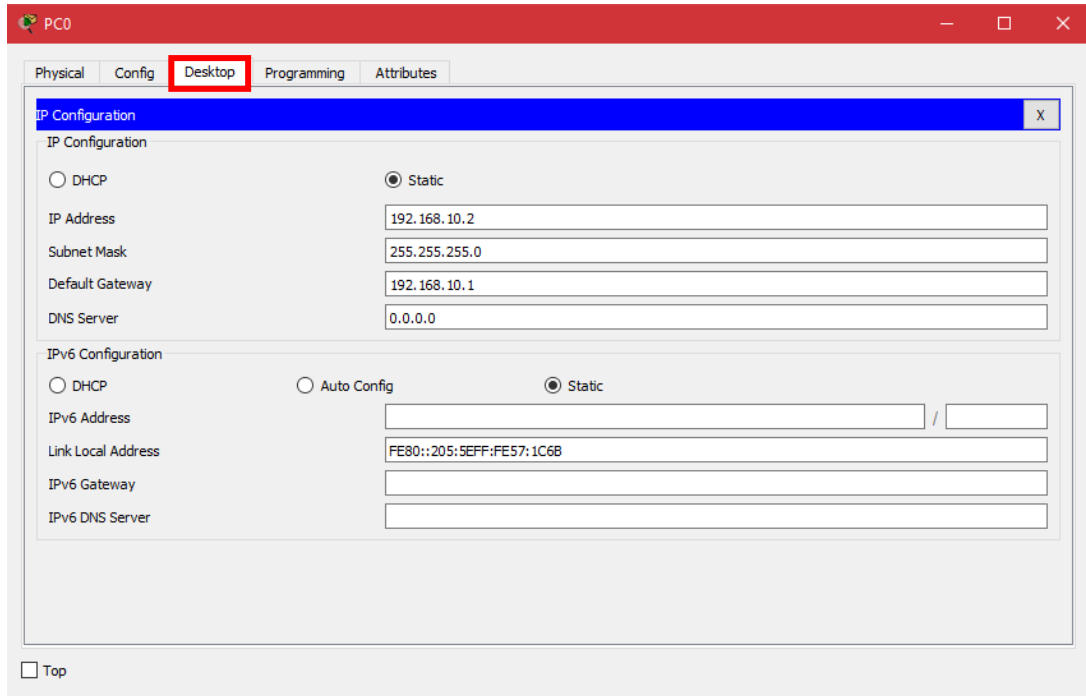 PC0
Physical Config Desktop Programming Attributes
IP Configuration X
IP Configuration
DHCP Static
IP Address 192.168.10.2
Subnet Mask 255.255.255.0
Default Gateway 192.168.10.1
DNS Server 0.0.0.0
IPv6 Configuration
DHCP Auto Config Static
IPv6 Address /
Link Local Address FE80::205:5EFF:FE57:1C6B
IPv6 Gateway
IPv6 DNS Server
Top